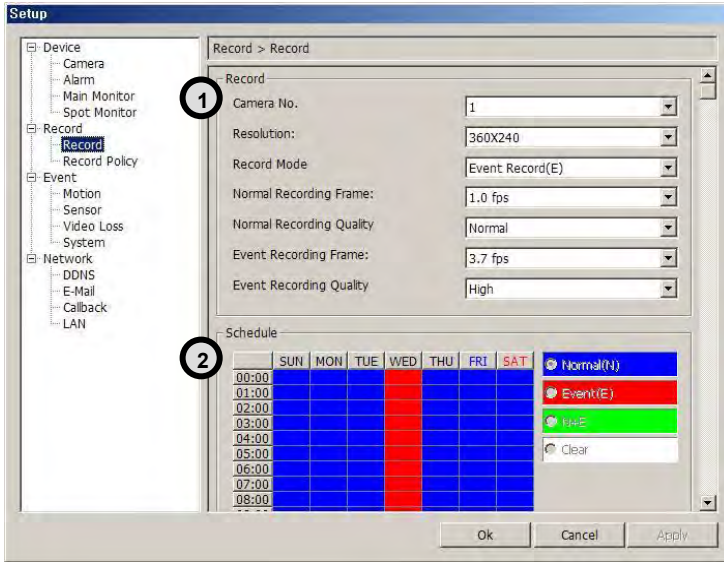 Setup
Device
Camera
Alarm
Main Monitor
Spot Monitor
Record
Record
Record Policy
Event
Motion
Sensor
Video Loss
System
Network
DDNS
E-Mail
Callback
LAN
Record > Record
1
Record
Camera No. 1
Resolution: 360X240
Record Mode Event Record(E)
Normal Recording Frame: 1.0 fps
Normal Recording Quality Normal
Event Recording Frame: 3.7 fps
Event Recording Quality High
2
Schedule
SUN MON TUE WED THU FRI SAT
00:00
01:00
02:00
03:00
04:00
05:00
06:00
07:00
08:00
Normal(N)
Event(E)
N+E
Clear
Ok Cancel Apply